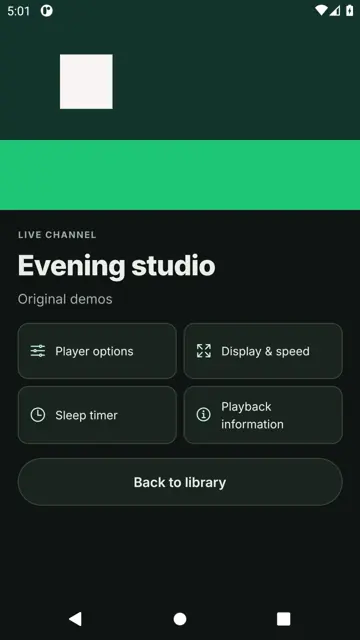 5:01
LIVE CHANNEL
Evening studio
Original demos
Player options
Display & speed
Sleep timer
Playback
information
Back to library